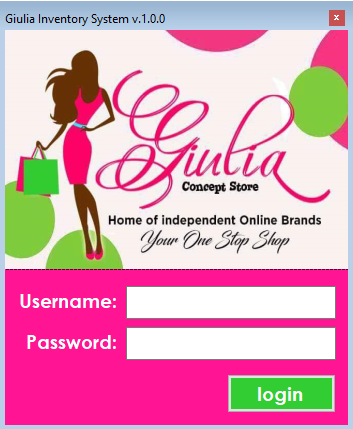 Giulia Inventory System v.1.0.0
x
Giulia
Concept Store
Home of independent Online Brands
Your One Stop Shop
Username:
Password:
login